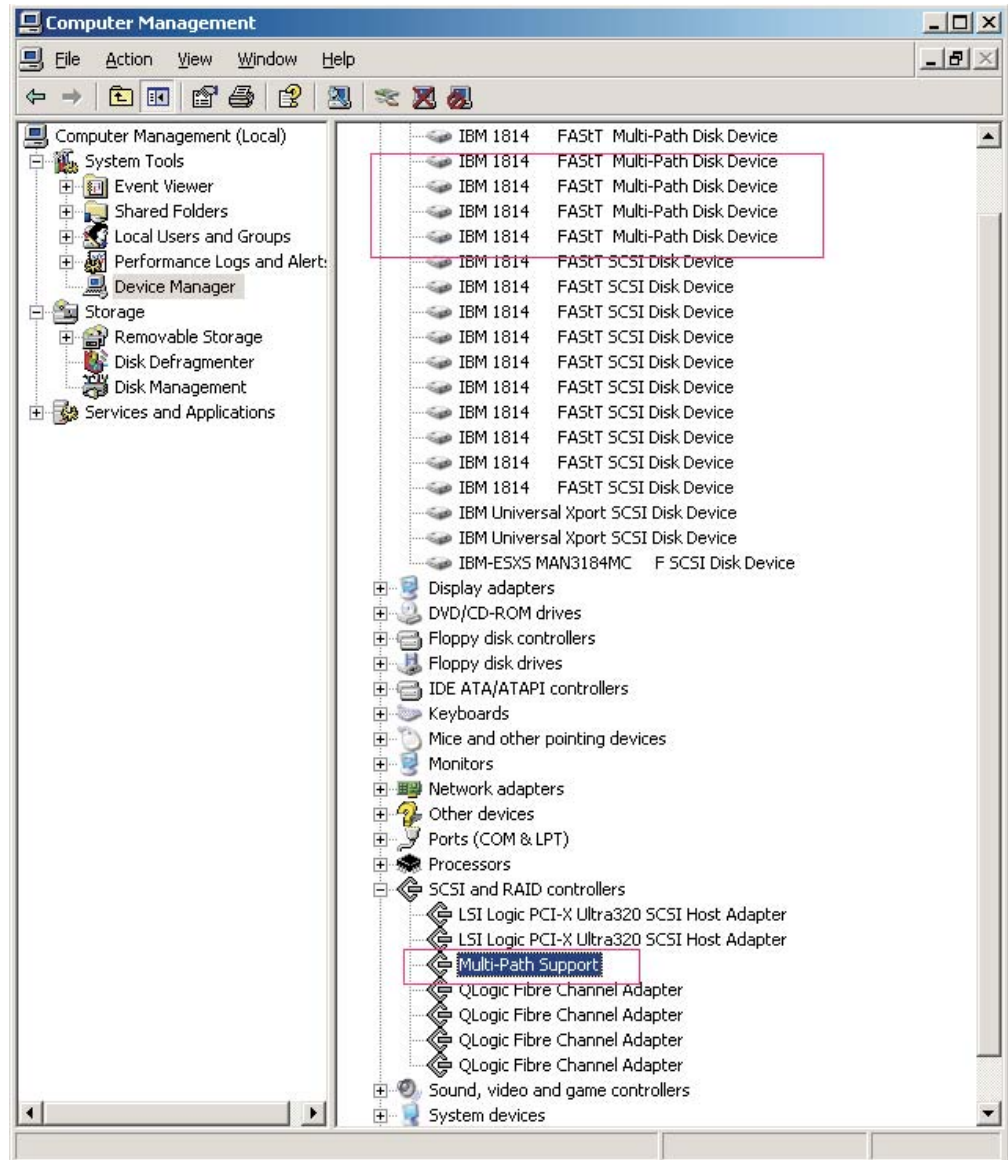 Computer Management
File Action View Window Help
Computer Management (Local)
System Tools
Event Viewer
Shared Folders
Local Users and Groups
Performance Logs and Alert:
Device Manager
Storage
Removable Storage
Disk Defragmenter
Disk Management
Services and Applications
IBM 1814 FAStT Multi-Path Disk Device
IBM 1814 FAStT Multi-Path Disk Device
IBM 1814 FAStT Multi-Path Disk Device
IBM 1814 FAStT Multi-Path Disk Device
IBM 1814 FAStT Multi-Path Disk Device
IBM 1814 FAStT SCSI Disk Device
IBM 1814 FAStT SCSI Disk Device
IBM 1814 FAStT SCSI Disk Device
IBM 1814 FAStT SCSI Disk Device
IBM 1814 FAStT SCSI Disk Device
IBM 1814 FAStT SCSI Disk Device
IBM 1814 FAStT SCSI Disk Device
IBM 1814 FAStT SCSI Disk Device
IBM 1814 FAStT SCSI Disk Device
IBM 1814 FAStT SCSI Disk Device
IBM Universal Xport SCSI Disk Device
IBM Universal Xport SCSI Disk Device
IBM-ESXS MAN3184MC F SCSI Disk Device
Display adapters
DVD/CD-ROM drives
Floppy disk controllers
Floppy disk drives
IDE ATA/ATAPI controllers
Keyboards
Mice and other pointing devices
Monitors
Network adapters
Other devices
Ports (COM & LPT)
Processors
SCSI and RAID controllers
LSI Logic PCI-X Ultra320 SCSI Host Adapter
LSI Logic PCI-X Ultra320 SCSI Host Adapter
Multi-Path Support
QLogic Fibre Channel Adapter
QLogic Fibre Channel Adapter
QLogic Fibre Channel Adapter
QLogic Fibre Channel Adapter
Sound, video and game controllers
System devices